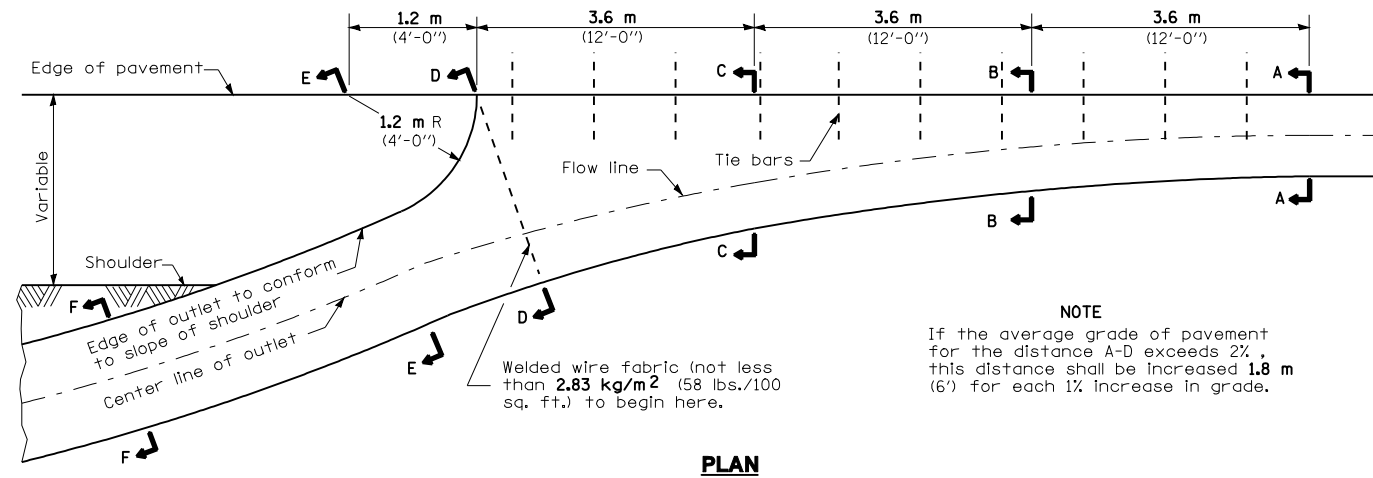 1.2 m
(4'-0'')
3.6 m
(12'-0'')
3.6 m
(12'-0'')
3.6 m
(12'-0'')
Edge of pavement
E
D
C
B
A
1.2 m R
(4'-0'')
Variable
Flow line
Tie bars
Shoulder
F
Edge of outlet to conform
to slope of shoulder
Center line of outlet
A
B
C
D
E
F
Welded wire fabric (not less
than 2.83 kg/m2 (58 lbs./100
sq. ft.) to begin here.
NOTE
If the average grade of pavement
for the distance A-D exceeds 2% ,
this distance shall be increased 1.8 m
(6') for each 1% increase in grade.
PLAN